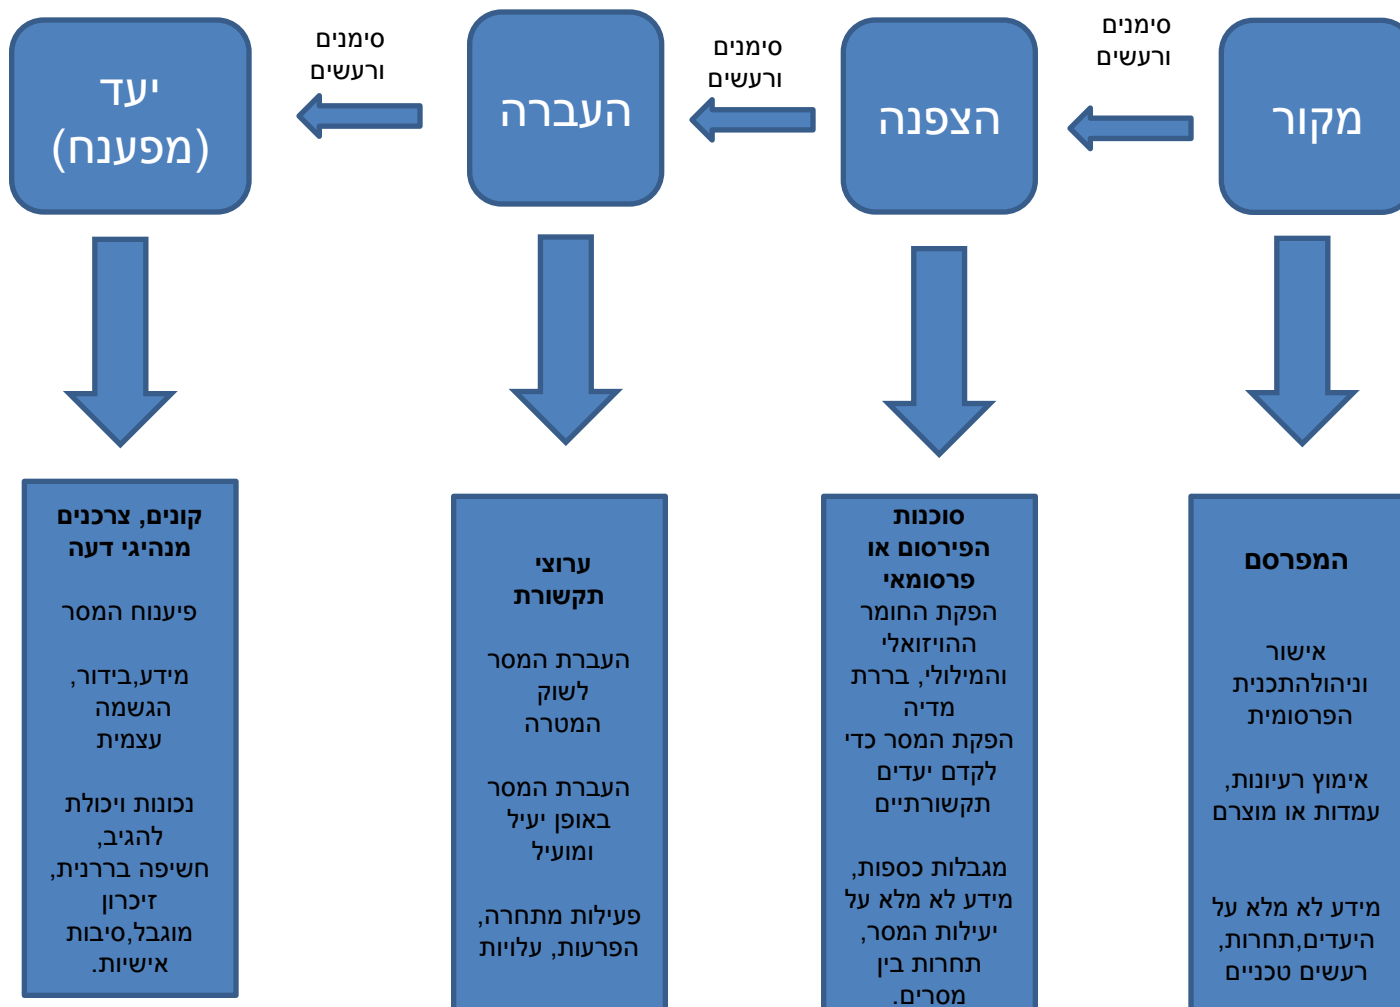 מקור
סימנים
ורעשים
הצפנה
סימנים
ורעשים
העברה
סימנים
ורעשים
יעד
(מפענח)
המפרסם
אישור
וניהולהתכנית
הפרסומית
אימוץ רעיונות,
עמדות או מוצרם
מידע לא מלא על
היעדים,תחרות,
רעשים טכניים
סוכנות
הפירסום או
פרסומאי
הפקת החומר
ההויזואלי
והמילולי, בררת
מדיה
הפקת המסר כדי
לקדם יעדים
תקשורתיים
מגבלות כספות,
מידע לא מלא על
יעילות המסר,
תחרות בין
מסרים.
ערוצי
תקשורת
העברת המסר
לשוק
המטרה
העברת המסר
באופן יעיל
ומועיל
פעילות מתחרה,
הפרעות, עלויות
קונים, צרכנים
מנהיגי דעה
פיענוח המסר
מידע,בידור,
הגשמה
עצמית
נכונות ויכולת
להגיב,
חשיפה בררנית,
זיכרון
מוגבל,סיבות
אישיות.